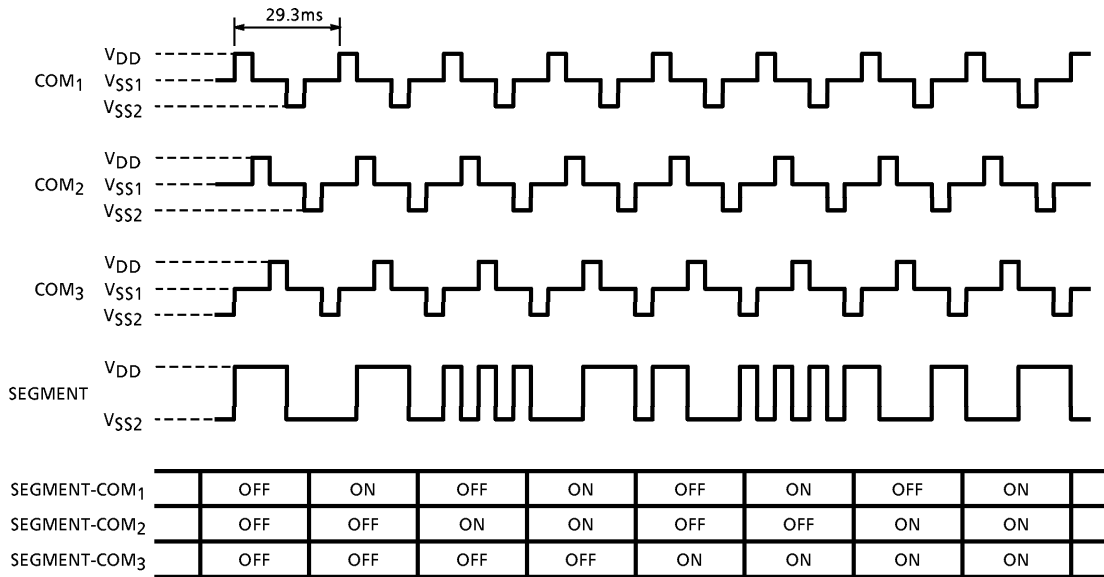 29.3ms
VDD
COM1 VSS1
VSS2
VDD
COM2 VSS1
VSS2
VDD
COM3 VSS1
VSS2
VDD
SEGMENT
VSS2
SEGMENT-COM1 OFF ON OFF ON OFF ON OFF ON
SEGMENT-COM2 OFF OFF ON ON OFF OFF ON ON
SEGMENT-COM3 OFF OFF OFF OFF ON ON ON ON